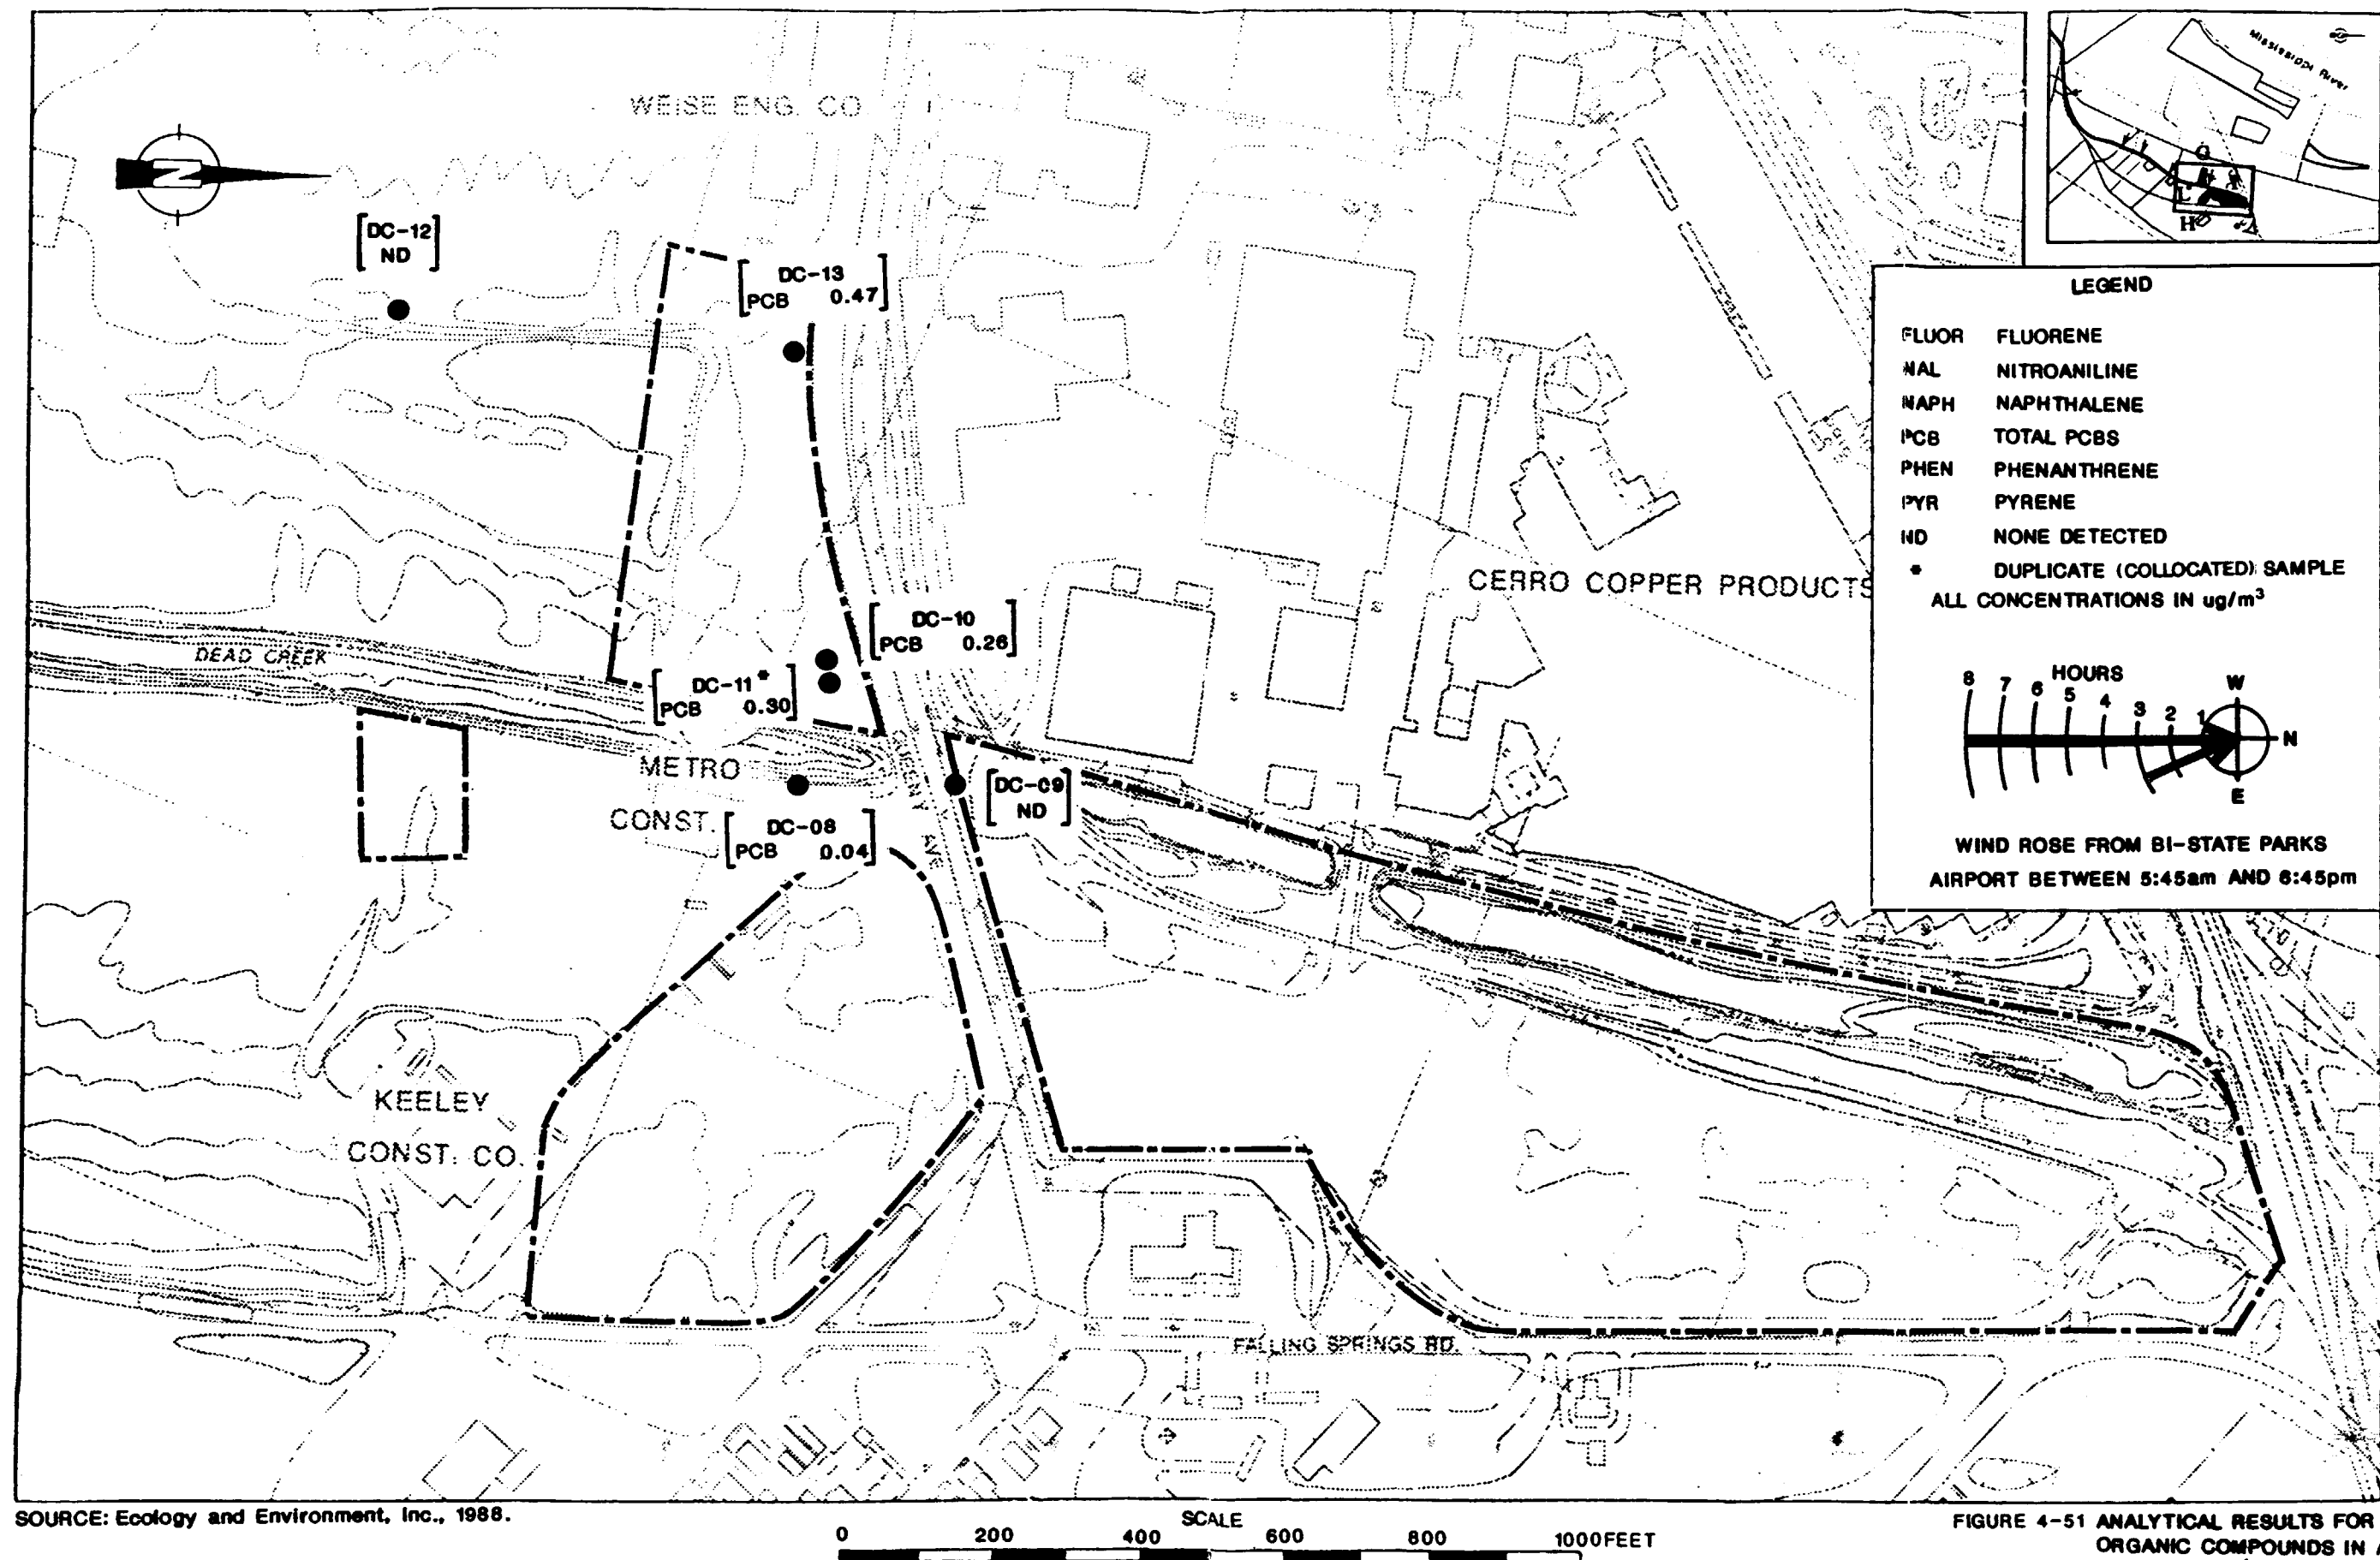 WEISE ENG. CO.
Mississippi River
N
DC-12
ND
DC-13
PCB 0.47
LEGEND
FLUOR FLUORENE
NAL NITROANILINE
NAPH NAPHTHALENE
PCB TOTAL PCBS
PHEN PHENANTHRENE
PYR PYRENE
ND NONE DETECTED
* DUPLICATE (COLLOCATED) SAMPLE
ALL CONCENTRATIONS IN ug/m³
CERRO COPPER PRODUCTS
DC-10
PCB 0.26
DEAD CREEK
DC-11*
PCB 0.30
HOURS
8 7 6 5 4 3 2 1
W
N
E
METRO
CONST.
DC-09
ND
DC-08
PCB 0.04
AVE
WIND ROSE FROM BI-STATE PARKS
AIRPORT BETWEEN 5:45am AND 6:45pm
KEELEY
CONST. CO.
FALLING SPRINGS RD.
SOURCE: Ecology and Environment, Inc., 1988.
SCALE
0 200 400 600 800 1000 FEET
FIGURE 4-51 ANALYTICAL RESULTS FOR
ORGANIC COMPOUNDS IN